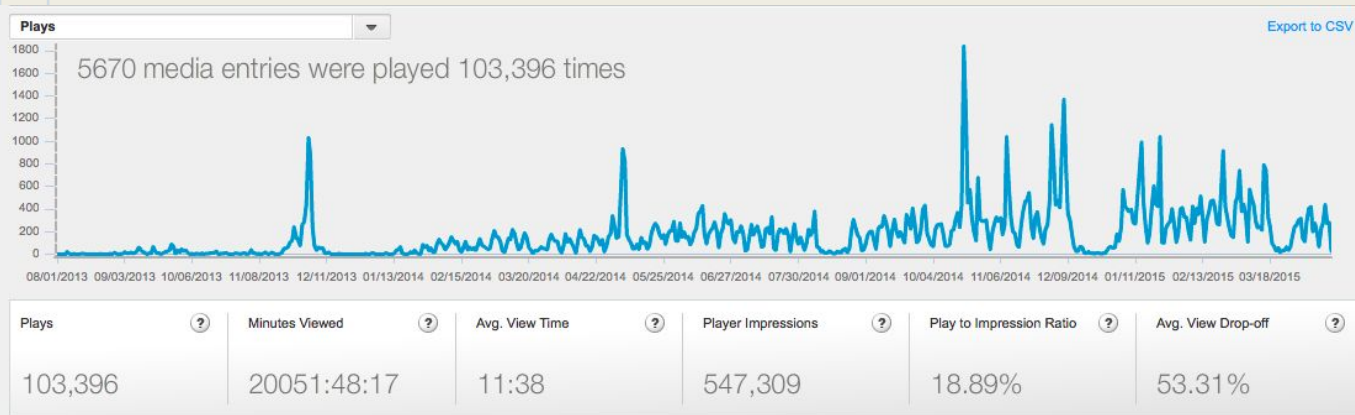 Plays
Export to CSV
5670 media entries were played 103,396 times
1800
1600
1400
1200
1000
800
600
400
200
0
08/01/2013 09/03/2013 10/06/2013 11/08/2013 12/11/2013 01/13/2014 02/15/2014 03/20/2014 04/22/2014 05/25/2014 06/27/2014 07/30/2014 09/01/2014 10/04/2014 11/06/2014 12/09/2014 01/11/2015 02/13/2015 03/18/2015
Plays ? Minutes Viewed ? Avg. View Time ? Player Impressions ? Play to Impression Ratio ? Avg. View Drop-off ?
103,396 20051:48:17 11:38 547,309 18.89% 53.31%